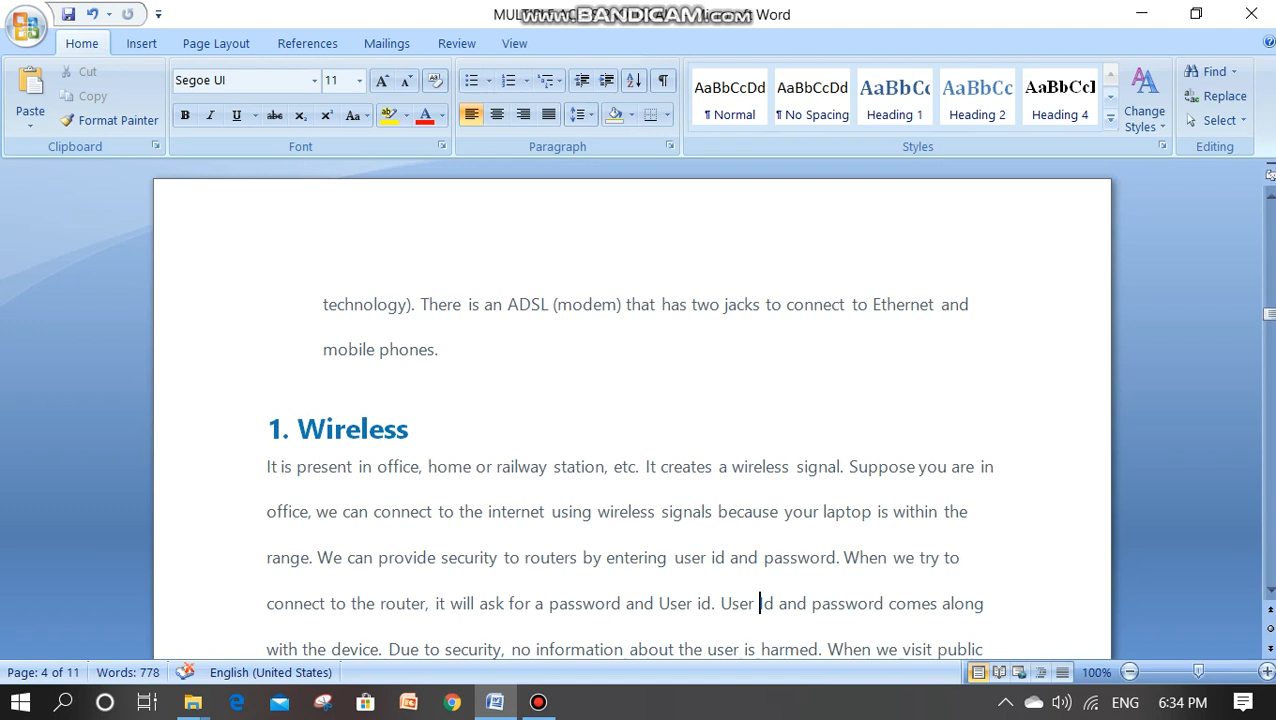 www.BANDICAM.com
Word
Home Insert Page Layout References Mailings Review View
Paste
Cut
Copy
Format Painter
Clipboard
Segoe UI 11
Font
Paragraph
AaBbCcDd AaBbCcDd AaBbCc AaBbCc AaBbCc
¶ Normal ¶ No Spacing Heading 1 Heading 2 Heading 4
Change Styles
Styles
Find
Replace
Select
Editing
technology). There is an ADSL (modem) that has two jacks to connect to Ethernet and
mobile phones.
1. Wireless
It is present in office, home or railway station, etc. It creates a wireless signal. Suppose you are in
office, we can connect to the internet using wireless signals because your laptop is within the
range. We can provide security to routers by entering user id and password. When we try to
connect to the router, it will ask for a password and User id. User id and password comes along
with the device. Due to security, no information about the user is harmed. When we visit public
Page: 4 of 11 Words: 778 English (United States) 100%
ENG 6:34 PM